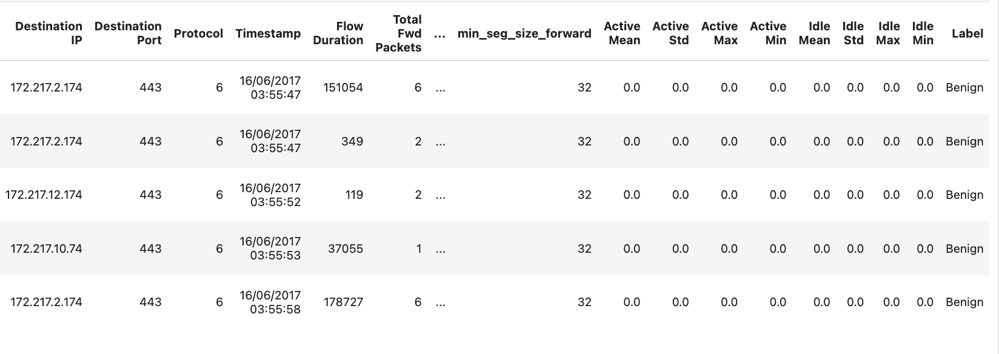 Destination IP Destination Port Protocol Timestamp Flow Duration Total Fwd Packets ... min_seg_size_forward Active Mean Active Std Active Max Active Min Idle Mean Idle Std Idle Max Idle Min Label
172.217.2.174 443 6 16/06/2017 03:55:47 151054 6 ... 32 0.0 0.0 0.0 0.0 0.0 0.0 0.0 0.0 Benign
172.217.2.174 443 6 16/06/2017 03:55:47 349 2 ... 32 0.0 0.0 0.0 0.0 0.0 0.0 0.0 0.0 Benign
172.217.12.174 443 6 16/06/2017 03:55:52 119 2 ... 32 0.0 0.0 0.0 0.0 0.0 0.0 0.0 0.0 Benign
172.217.10.74 443 6 16/06/2017 03:55:53 37055 1 ... 32 0.0 0.0 0.0 0.0 0.0 0.0 0.0 0.0 Benign
172.217.2.174 443 6 16/06/2017 03:55:58 178727 6 ... 32 0.0 0.0 0.0 0.0 0.0 0.0 0.0 0.0 Benign